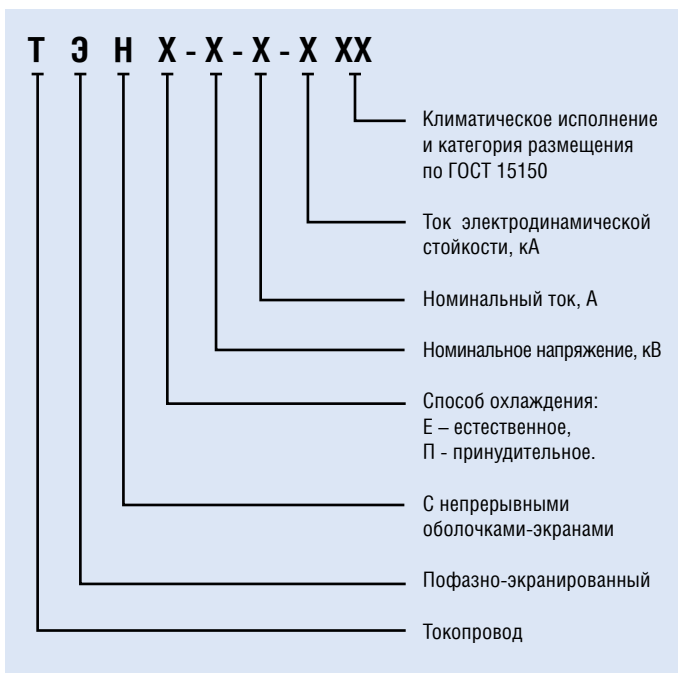 Т Э Н Х - Х - Х - Х ХХ
Климатическое исполнение
и категория размещения
по ГОСТ 15150
Ток электродинамической
стойкости, кА
Номинальный ток, А
Номинальное напряжение, кВ
Способ охлаждения:
Е – естественное,
П - принудительное.
С непрерывными
оболочками-экранами
Пофазно-экранированный
Токопровод